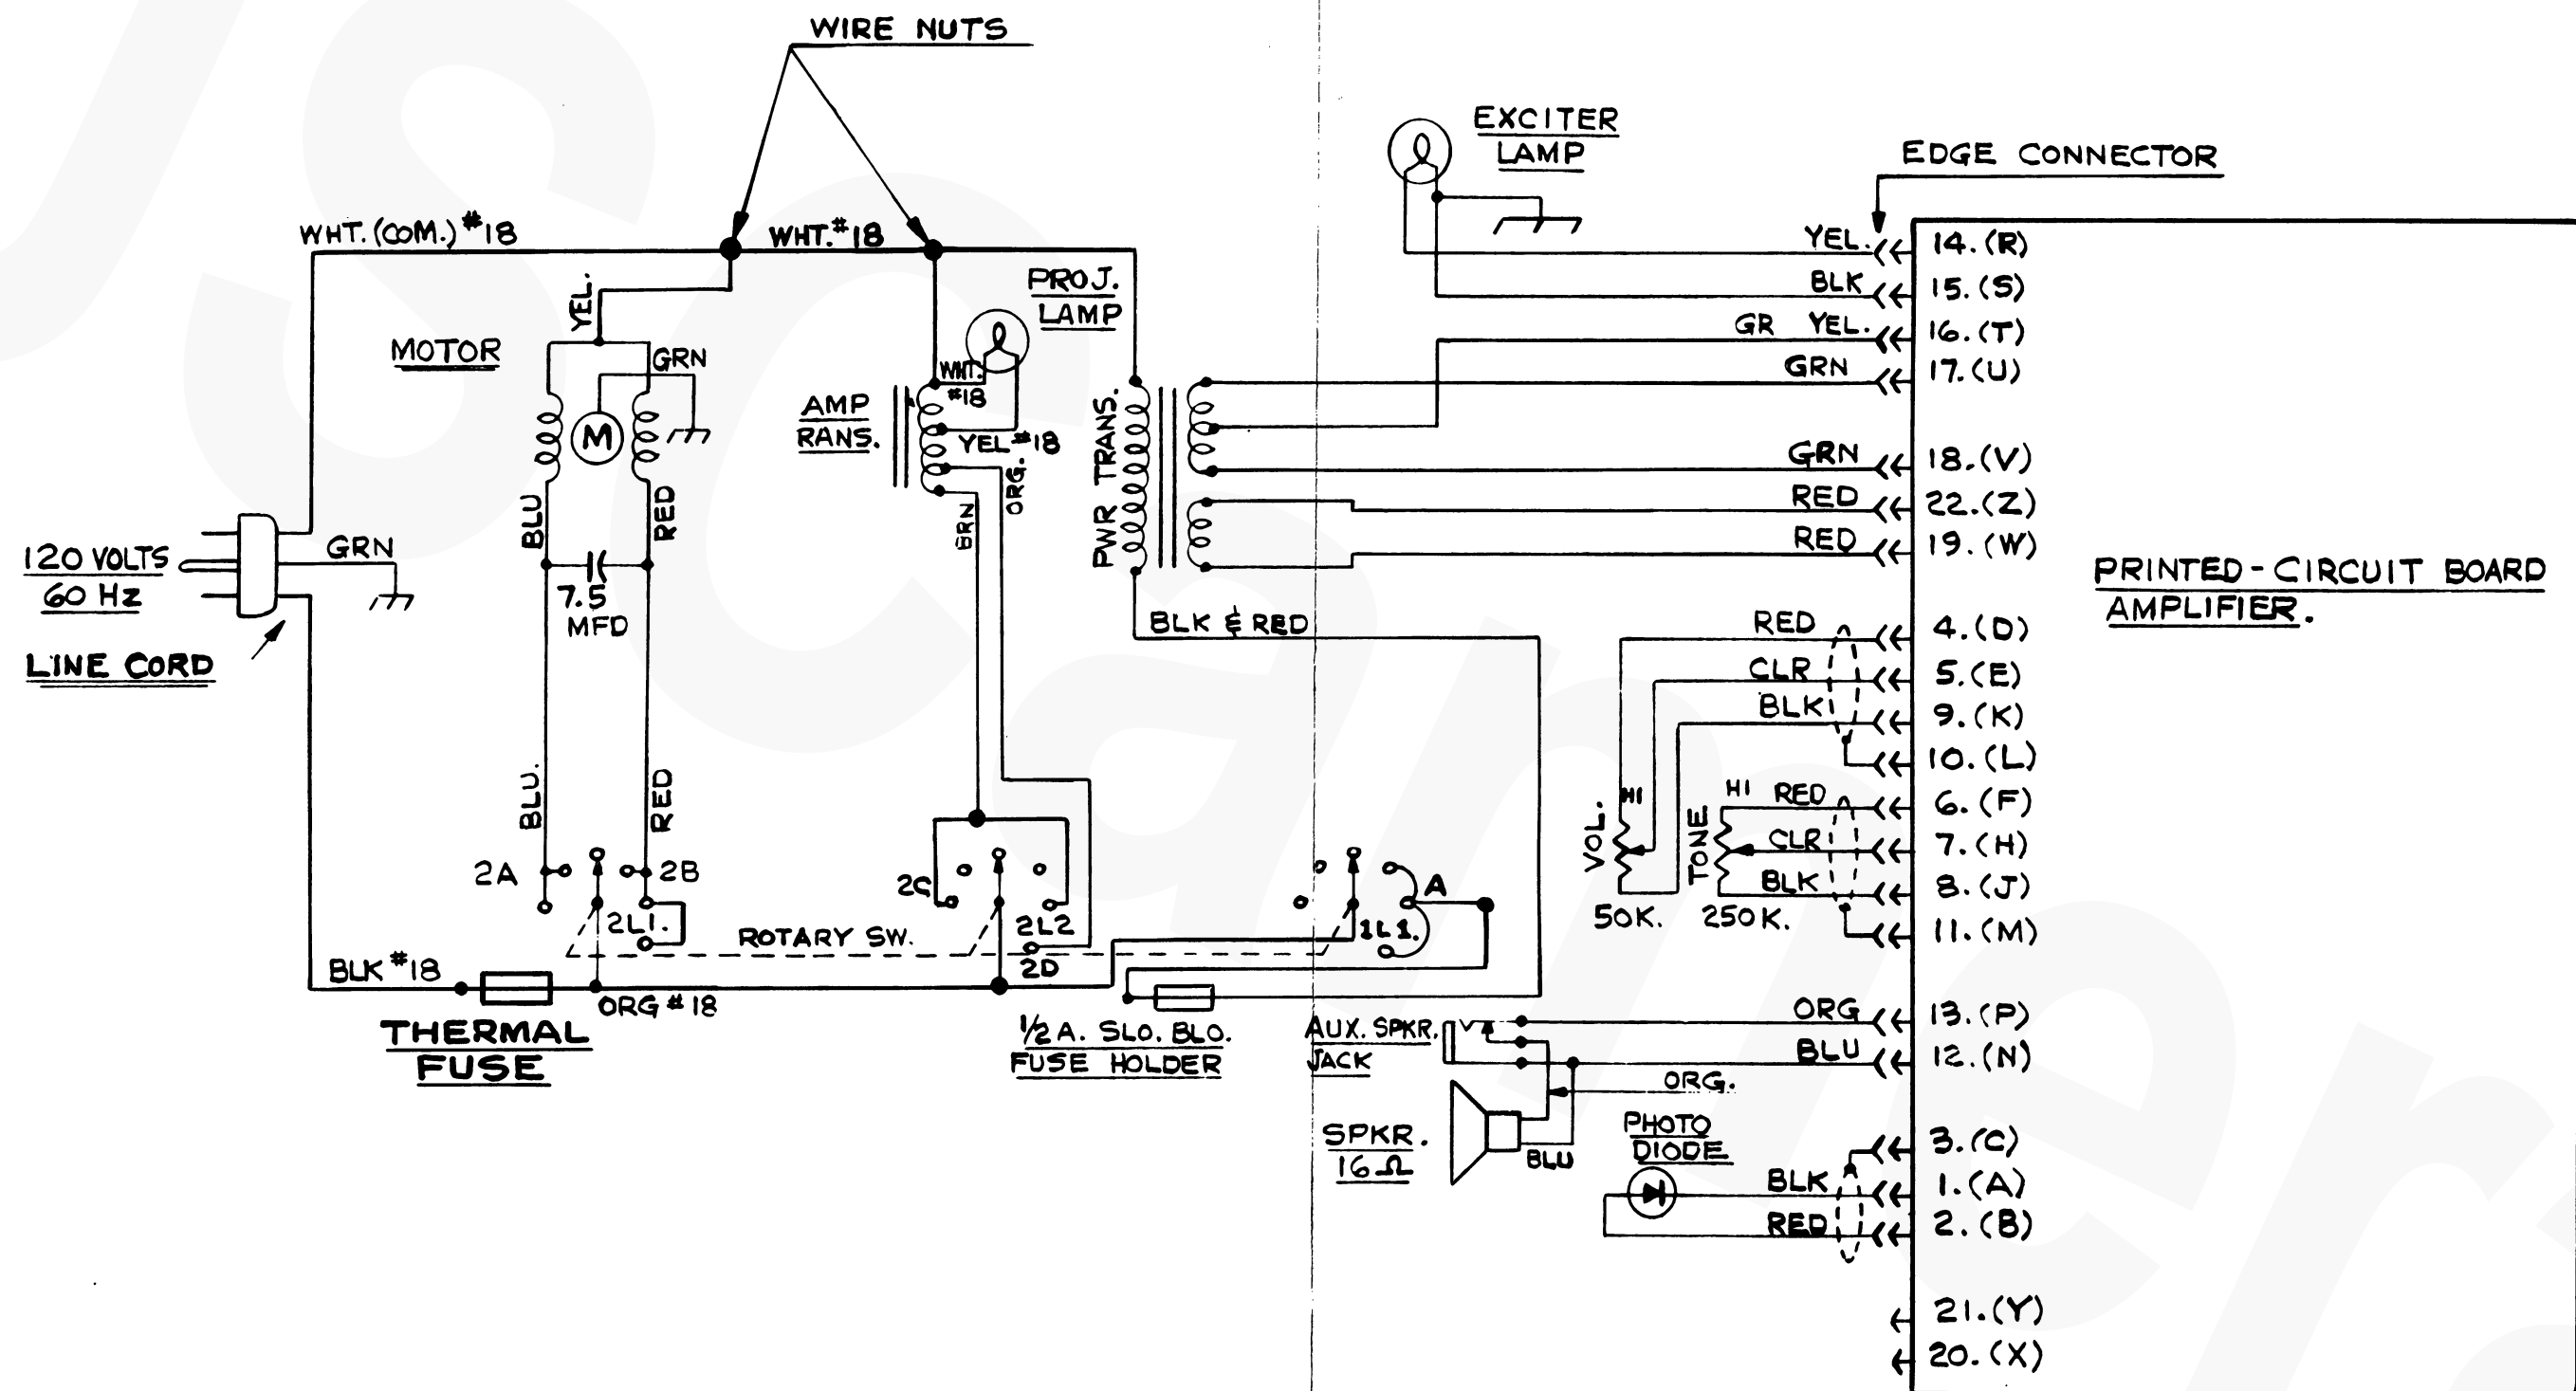 WIRE NUTS
EXCITER
LAMP
EDGE CONNECTOR
WHT. (COM.) #18
WHT. #18
PROJ.
LAMP
YEL.
MOTOR
GRN
WHT.
#18
AMP
RANS.
YEL #18
ORG.
BRN
PWR TRANS.
BLU
RED
120 VOLTS
60 Hz
GRN
7.5
MFD
LINE CORD
BLK & RED
BLU.
RED
2A
2B
2L1.
2C
2L2
2D
ROTARY SW.
A
1L1.
BLK #18
ORG #18
THERMAL
FUSE
1/2 A. SLO. BLO.
FUSE HOLDER
AUX. SPKR.
JACK
SPKR.
16Ω
BLU
ORG.
PHOTO
DIODE
YEL. 14. (R)
BLK 15. (S)
GR YEL. 16. (T)
GRN 17. (U)
GRN 18. (V)
RED 22. (Z)
RED 19. (W)
PRINTED-CIRCUIT BOARD
AMPLIFIER.
RED 4. (D)
CLR 5. (E)
BLK 9. (K)
10. (L)
VOL.
HI
50K.
TONE
HI RED 6. (F)
CLR 7. (H)
BLK 8. (J)
250K.
11. (M)
ORG 13. (P)
BLU 12. (N)
3. (C)
BLK 1. (A)
RED 2. (B)
21. (Y)
20. (X)
M